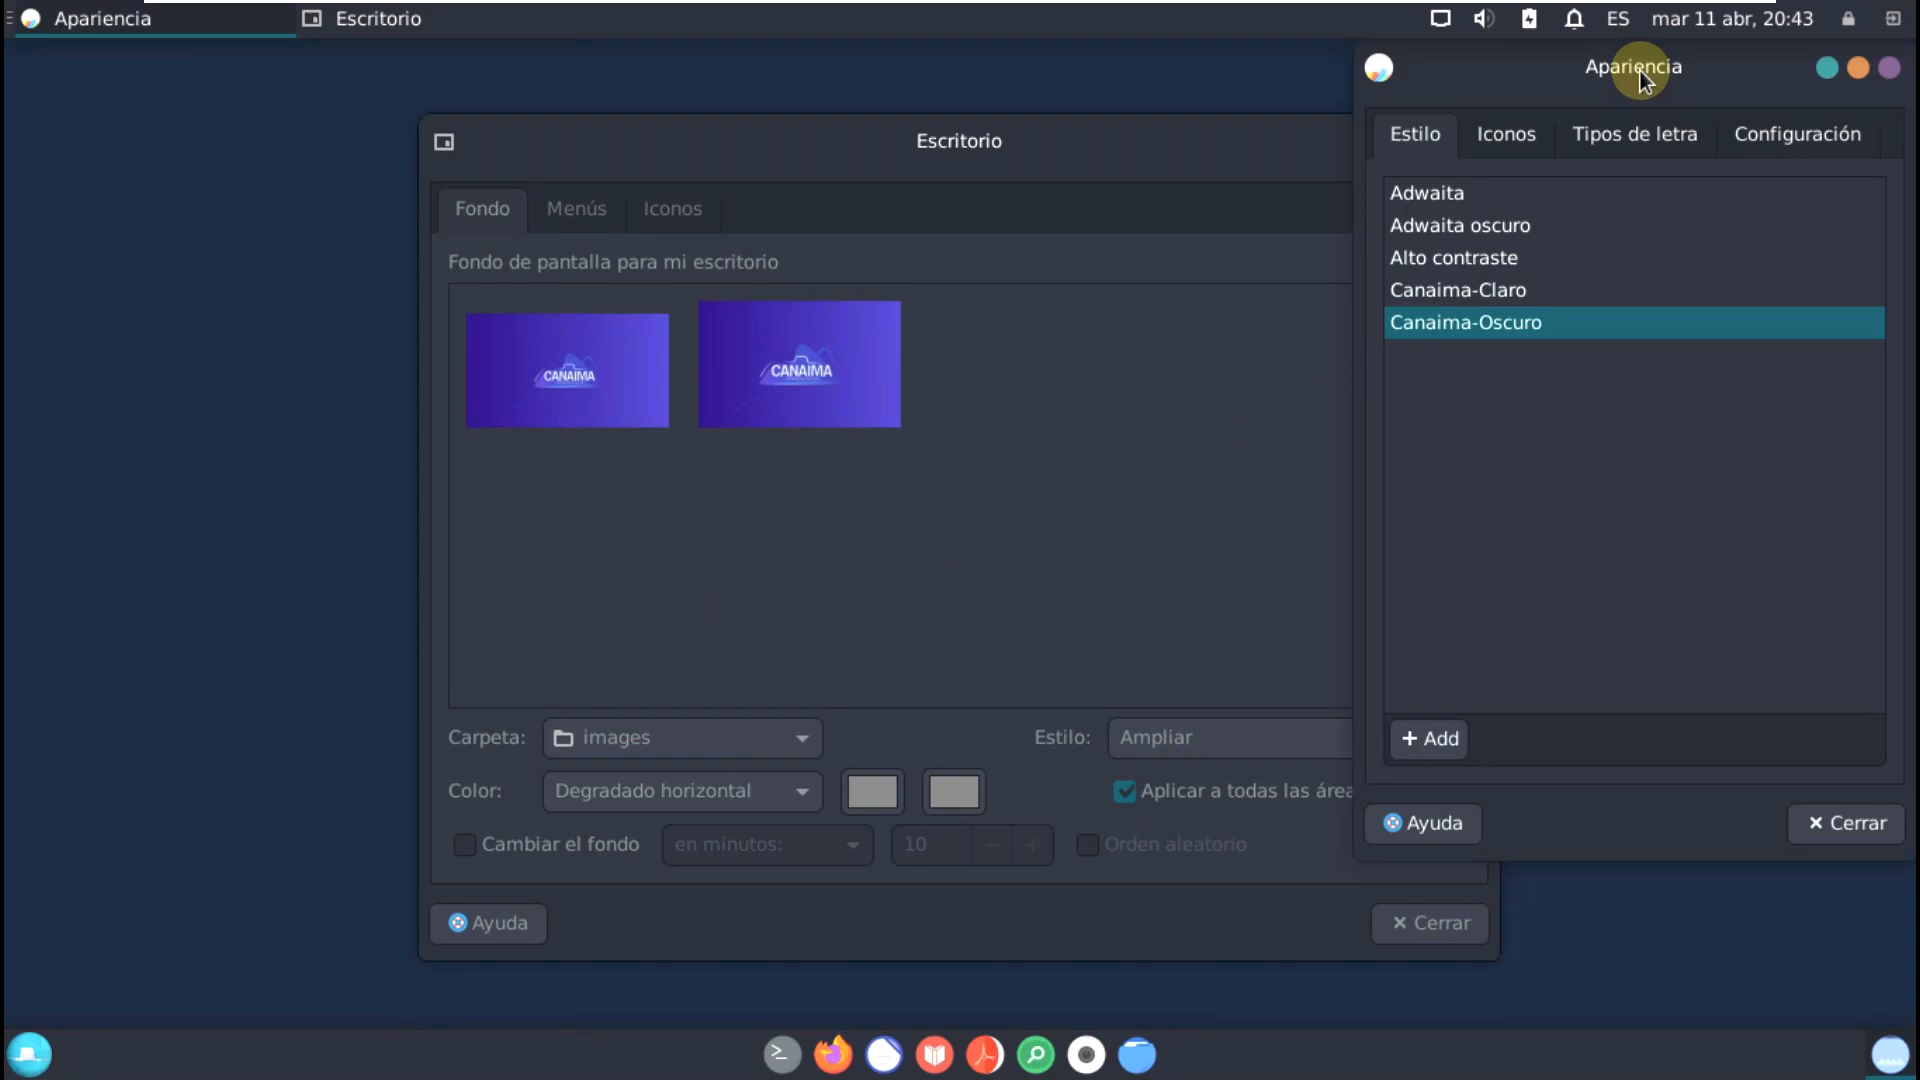 Apariencia
Escritorio
ES
mar 11 abr, 20:43
Apariencia
Estilo
Iconos
Tipos de letra
Configuración
Adwaita
Adwaita oscuro
Alto contraste
Canaima-Claro
Canaima-Oscuro
+ Add
Ayuda
× Cerrar
Escritorio
Fondo
Menús
Iconos
Fondo de pantalla para mi escritorio
CANAIMA
CANAIMA
Carpeta:
images
Estilo:
Ampliar
Color:
Degradado horizontal
Aplicar a todas las área
Cambiar el fondo
en minutos:
10
Orden aleatorio
Ayuda
× Cerrar